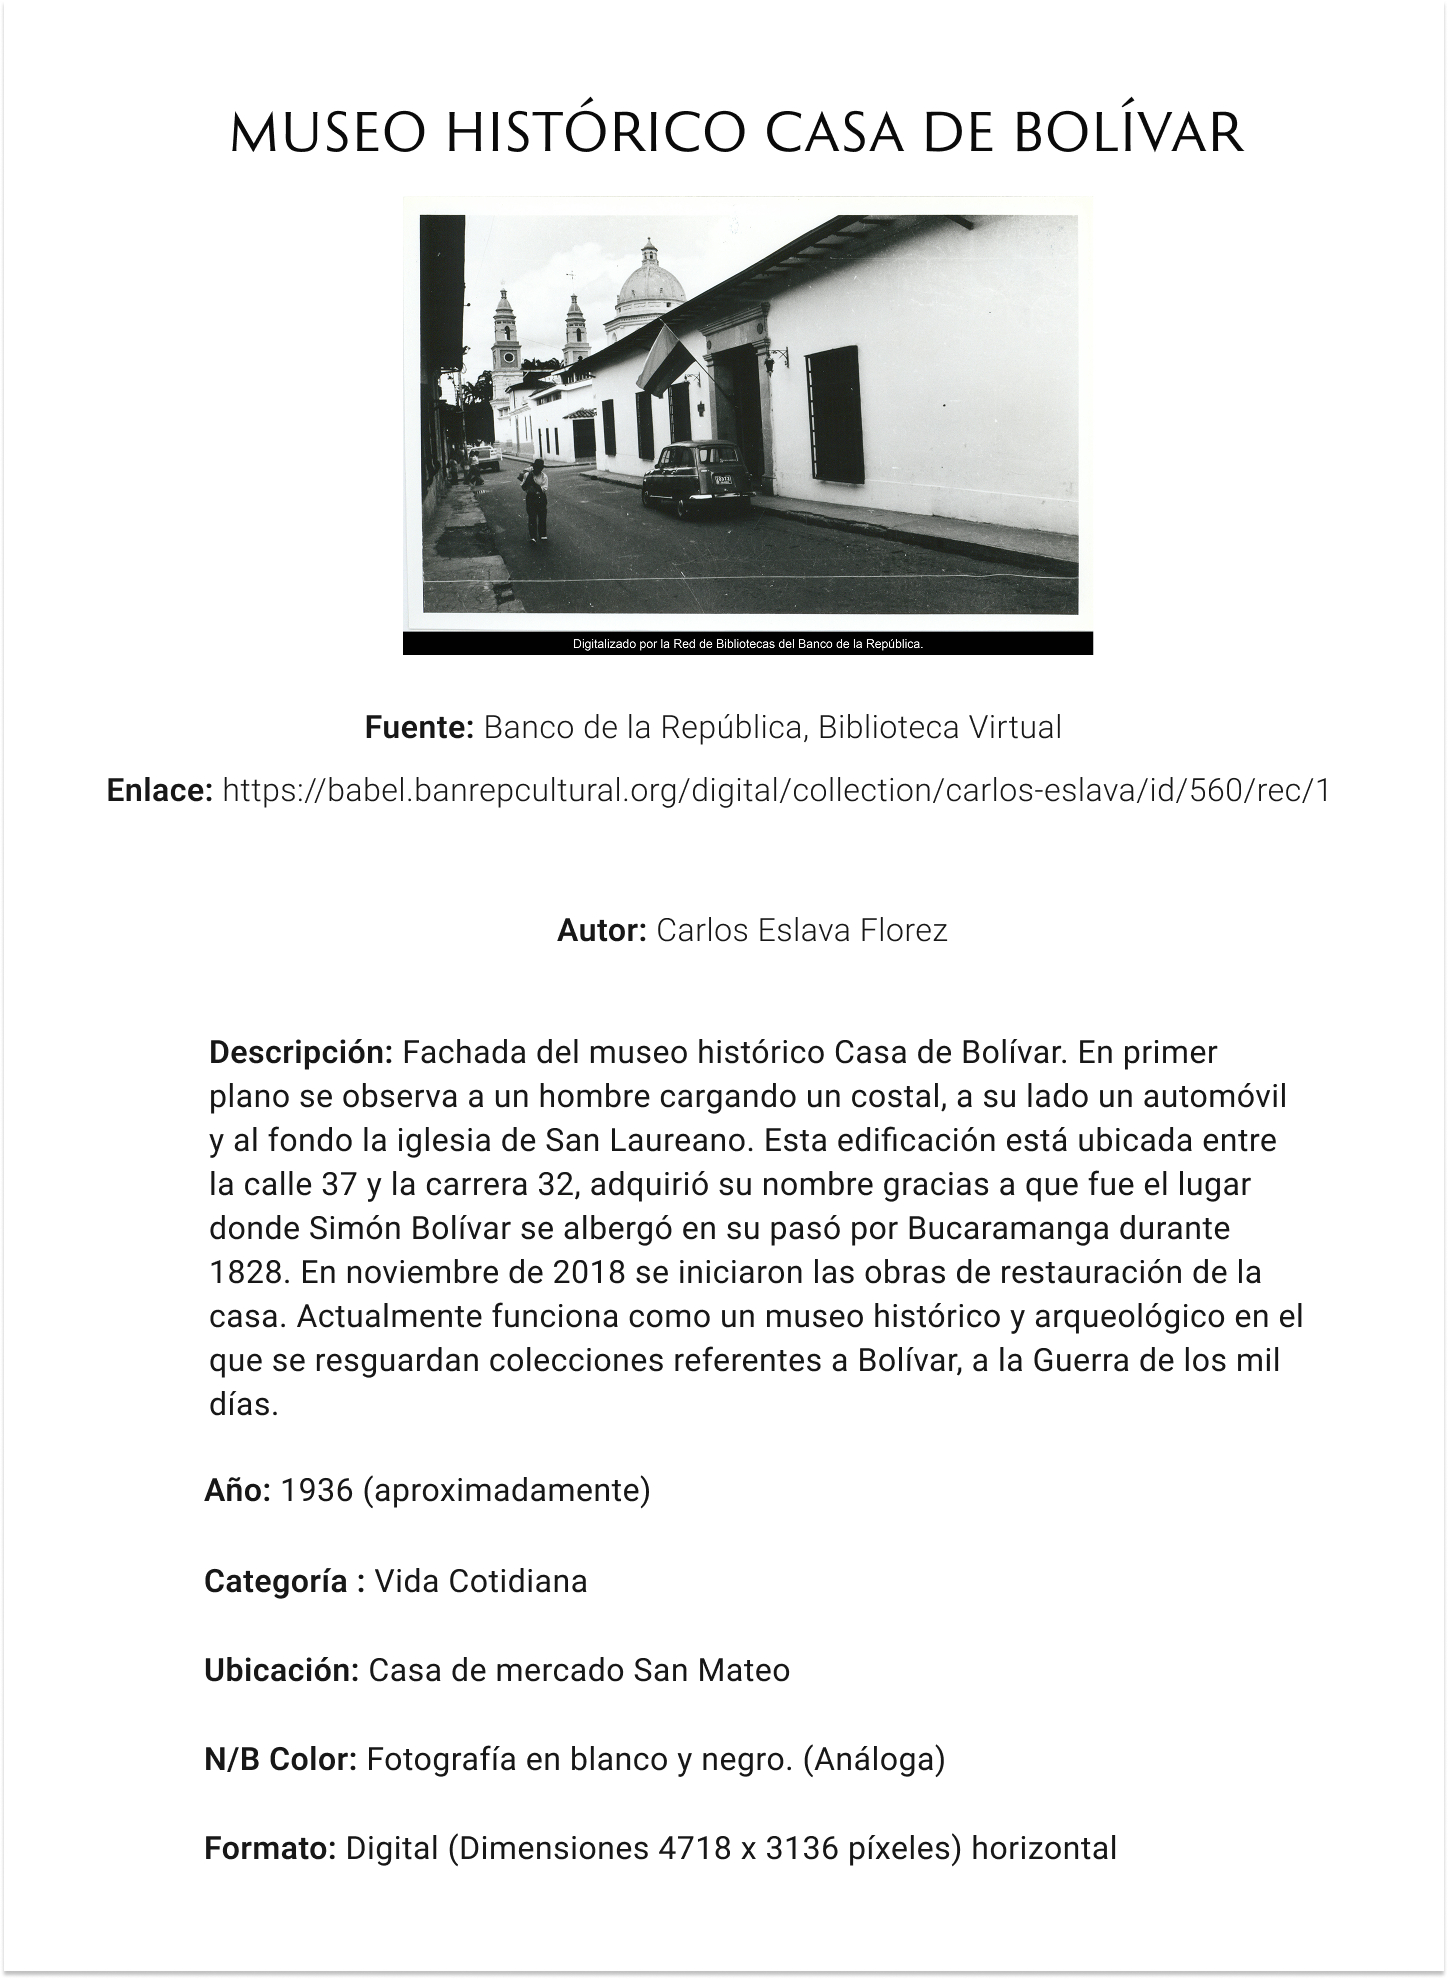 MUSEO HISTÓRICO CASA DE BOLÍVAR
Digitalizado por la Red de Bibliotecas del Banco de la República.
Fuente: Banco de la República, Biblioteca Virtual
Enlace: https://babel.banrepcultural.org/digital/collection/carlos-eslava/id/560/rec/1
Autor: Carlos Eslava Florez
Descripción: Fachada del museo histórico Casa de Bolívar. En primer
plano se observa a un hombre cargando un costal, a su lado un automóvil
y al fondo la iglesia de San Laureano. Esta edificación está ubicada entre
la calle 37 y la carrera 32, adquirió su nombre gracias a que fue el lugar
donde Simón Bolívar se albergó en su pasó por Bucaramanga durante
1828. En noviembre de 2018 se iniciaron las obras de restauración de la
casa. Actualmente funciona como un museo histórico y arqueológico en el
que se resguardan colecciones referentes a Bolívar, a la Guerra de los mil
días.
Año: 1936 (aproximadamente)
Categoría : Vida Cotidiana
Ubicación: Casa de mercado San Mateo
N/B Color: Fotografía en blanco y negro. (Análoga)
Formato: Digital (Dimensiones 4718 x 3136 píxeles) horizontal